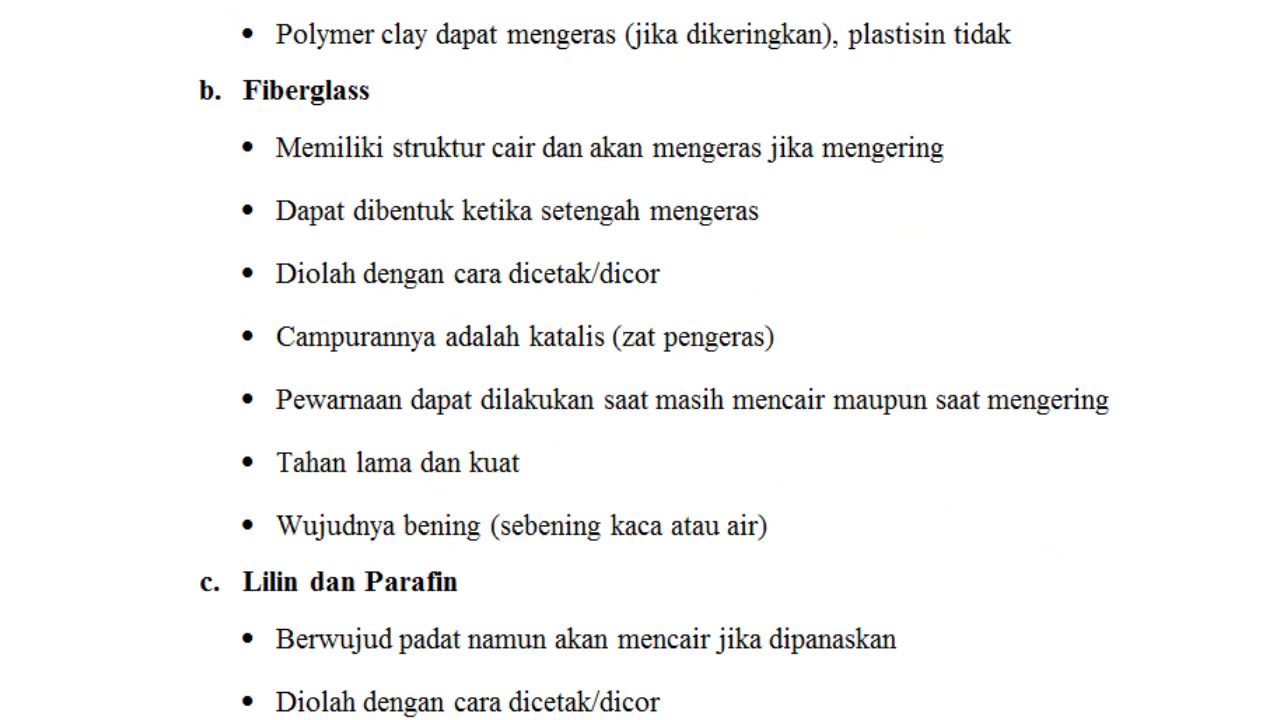 • Polymer clay dapat mengeras (jika dikeringkan), plastisin tidak
b. Fiberglass
• Memiliki struktur cair dan akan mengeras jika mengering
• Dapat dibentuk ketika setengah mengeras
• Diolah dengan cara dicetak/dicor
• Campurannya adalah katalis (zat pengeras)
• Pewarnaan dapat dilakukan saat masih mencair maupun saat mengering
• Tahan lama dan kuat
• Wujudnya bening (sebening kaca atau air)
c. Lilin dan Parafin
• Berwujud padat namun akan mencair jika dipanaskan
• Diolah dengan cara dicetak/dicor